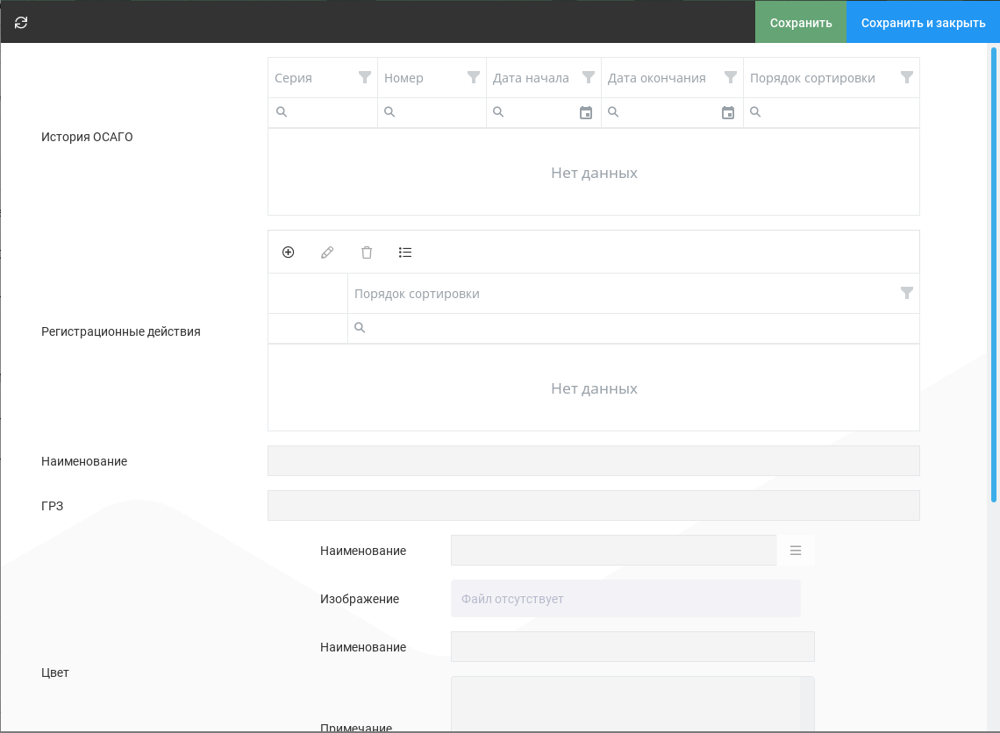 Сохранить
Сохранить и закрыть
Серия
Номер
Дата начала
Дата окончания
Порядок сортировки
История ОСАГО
Нет данных
Порядок сортировки
Регистрационные действия
Нет данных
Наименование
ГРЗ
Наименование
Изображение
Файл отсутствует
Наименование
Цвет
Примечание